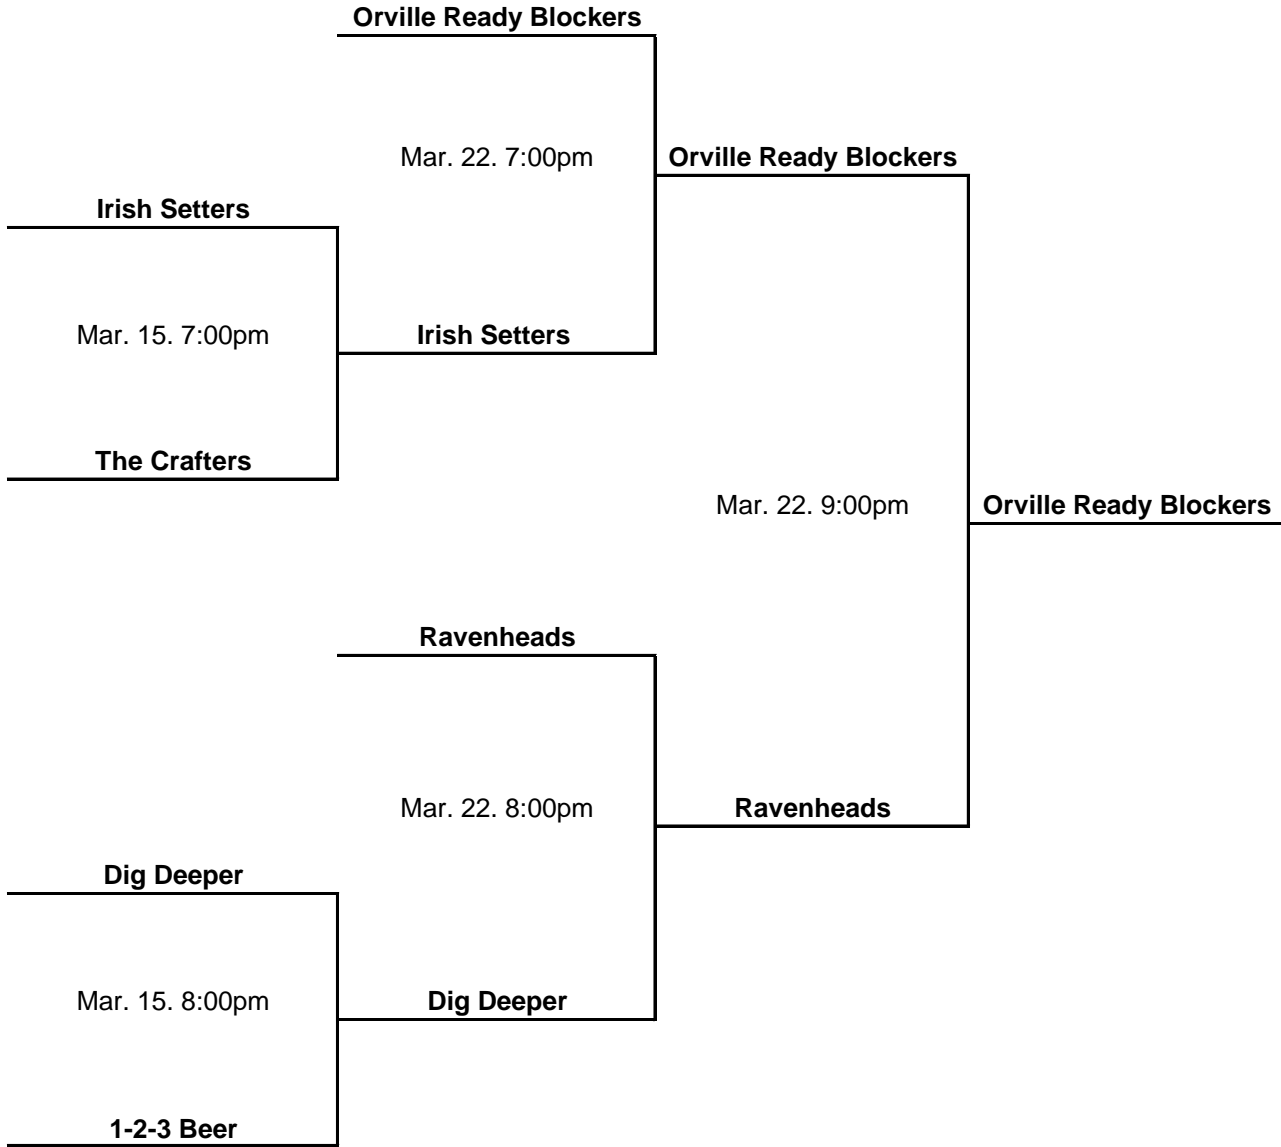 Orville Ready Blockers
Mar. 22. 7:00pm
Orville Ready Blockers
Irish Setters
Mar. 15. 7:00pm
Irish Setters
The Crafters
Mar. 22. 9:00pm
Orville Ready Blockers
Ravenheads
Mar. 22. 8:00pm
Ravenheads
Dig Deeper
Mar. 15. 8:00pm
Dig Deeper
1-2-3 Beer